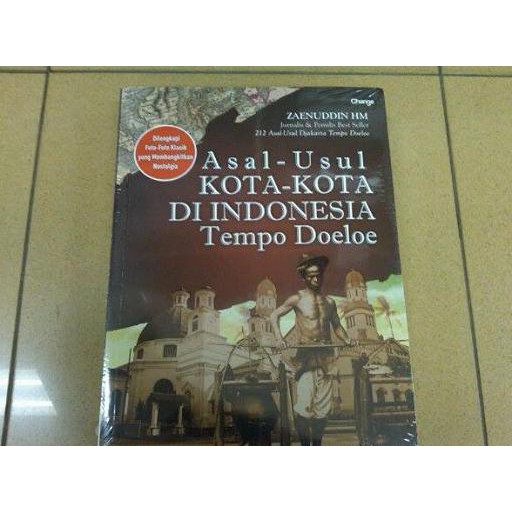 Change
ZAENUDDIN HM
Jurnalis & Penulis Best Seller
212 Asal-Usul Djakarta Tempo Doeloe
Dilengkapi
Foto-Foto Klasik
yang Membangkitkan
Nostalgia
Asal-Usul
KOTA-KOTA
DI INDONESIA
Tempo Doeloe